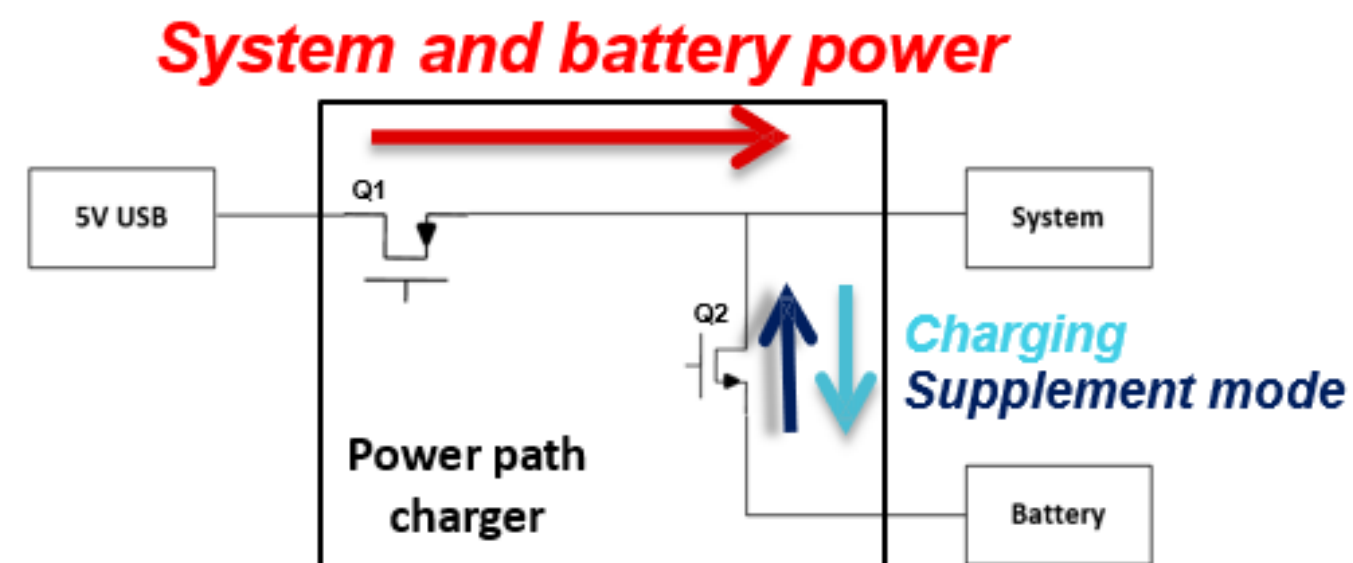 System and battery power
Q1
5V USB
System
Q2
Charging
Supplement mode
Power path
charger
Battery